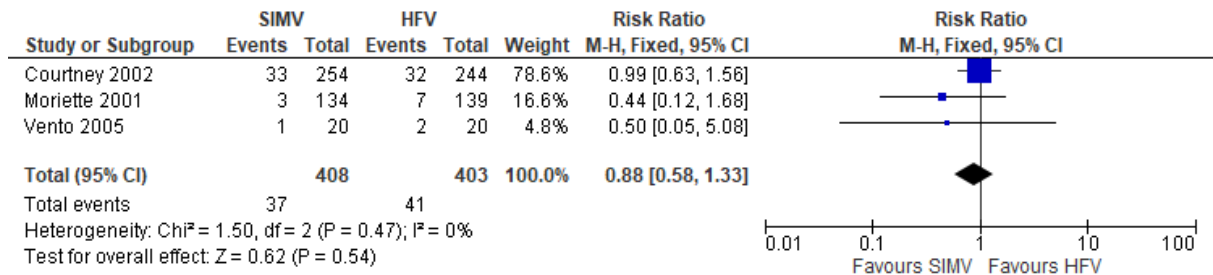 SIMV HFV Risk Ratio Risk Ratio
Study or Subgroup Events Total Events Total Weight M-H, Fixed, 95% CI M-H, Fixed, 95% CI
Courtney 2002 33 254 32 244 78.6% 0.99 [0.63, 1.56]
Moriette 2001 3 134 7 139 16.6% 0.44 [0.12, 1.68]
Vento 2005 1 20 2 20 4.8% 0.50 [0.05, 5.08]
Total (95% CI) 408 403 100.0% 0.88 [0.58, 1.33]
Total events 37 41
Heterogeneity: Chi² = 1.50, df = 2 (P = 0.47); I² = 0%
Test for overall effect: Z = 0.62 (P = 0.54)
0.01 0.1 1 10 100
Favours SIMV Favours HFV